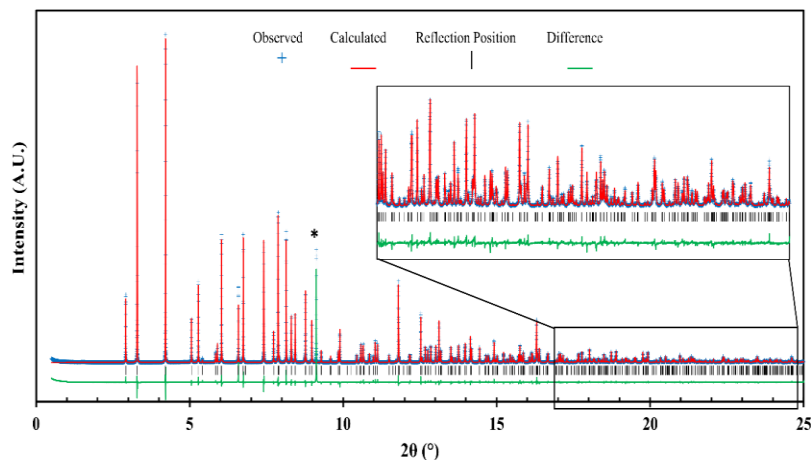 Observed Calculated Reflection Position Difference
*
Intensity (A.U.)
0 5 10 15 20 25
2θ (°)